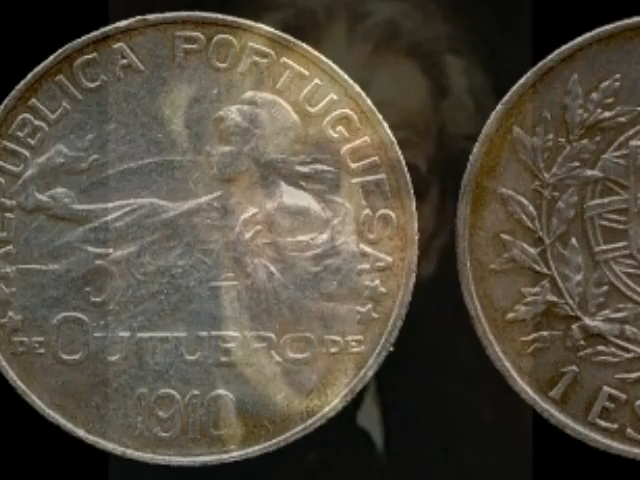 REPUBLICA PORTUGUESA
5
DE OUTUBRO DE
1910
1 ES